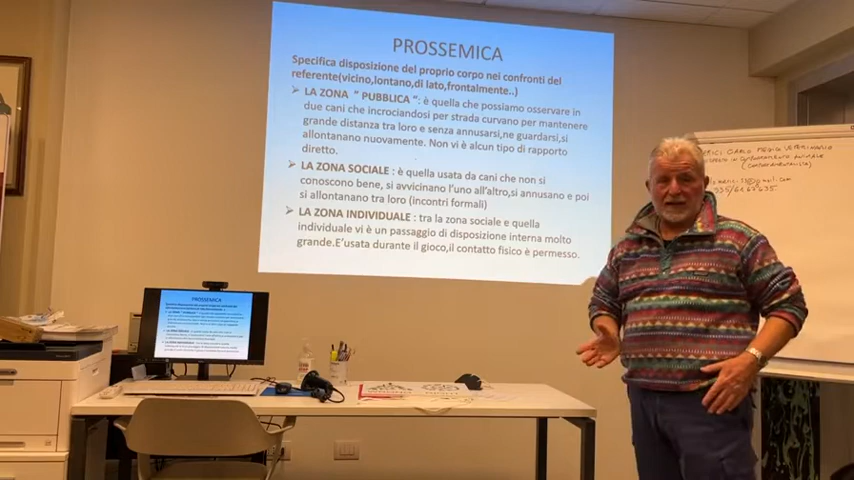 PROSSEMICA
Specifica disposizione del proprio corpo nei confronti del
referente(vicino,lontano,di lato,frontalmente..)
LA ZONA " PUBBLICA ": è quella che possiamo osservare in
due cani che incrociandosi per strada curvano per mantenere
grande distanza tra loro e senza annusarsi,ne guardarsi,si
allontanano nuovamente. Non vi è alcun tipo di rapporto
diretto.
LA ZONA SOCIALE : è quella usata da cani che non si
conoscono bene, si avvicinano l'uno all'altro,si annusano e poi
si allontanano tra loro (incontri formali)
LA ZONA INDIVIDUALE : tra la zona sociale e quella
individuale vi è un passaggio di disposizione interna molto
grande.E'usata durante il gioco,il contatto fisico è permesso.
CARLO MEDICO VETERINARIO
PROSSEMICA